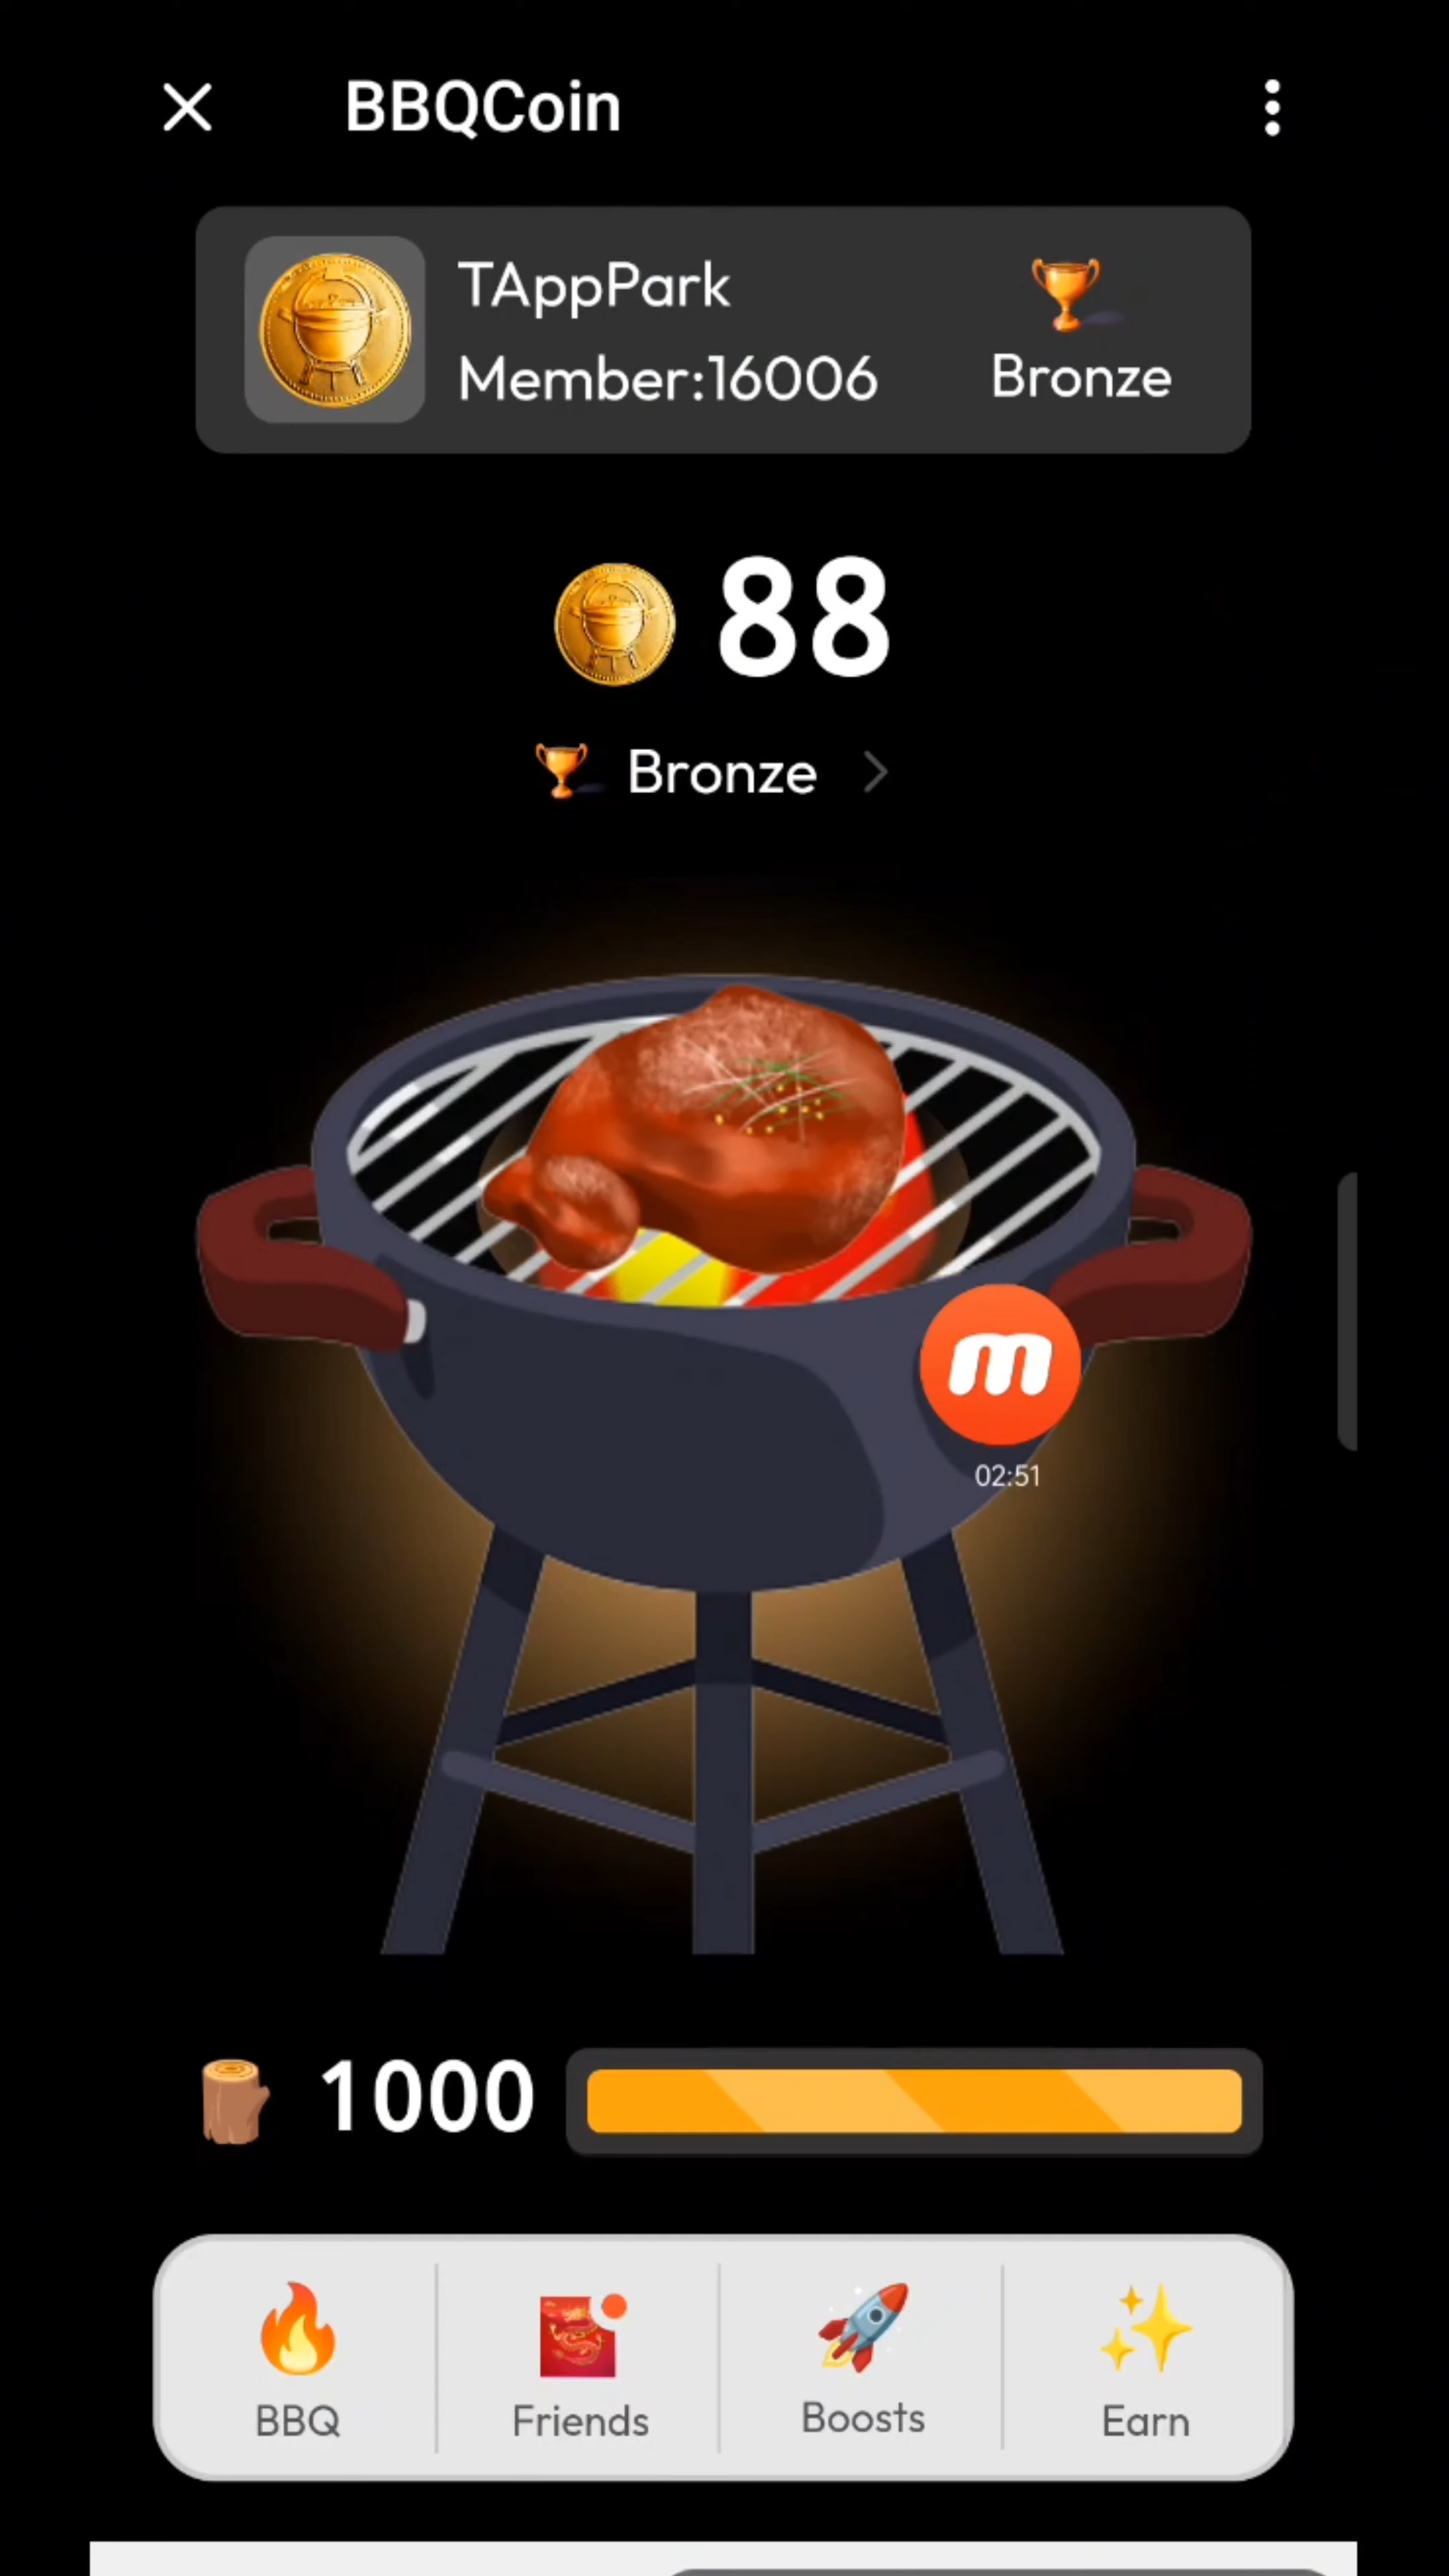 BBQCoin
TAppPark
Member:16006
Bronze
88
Bronze
m
02:51
1000
BBQ
Friends
Boosts
Earn